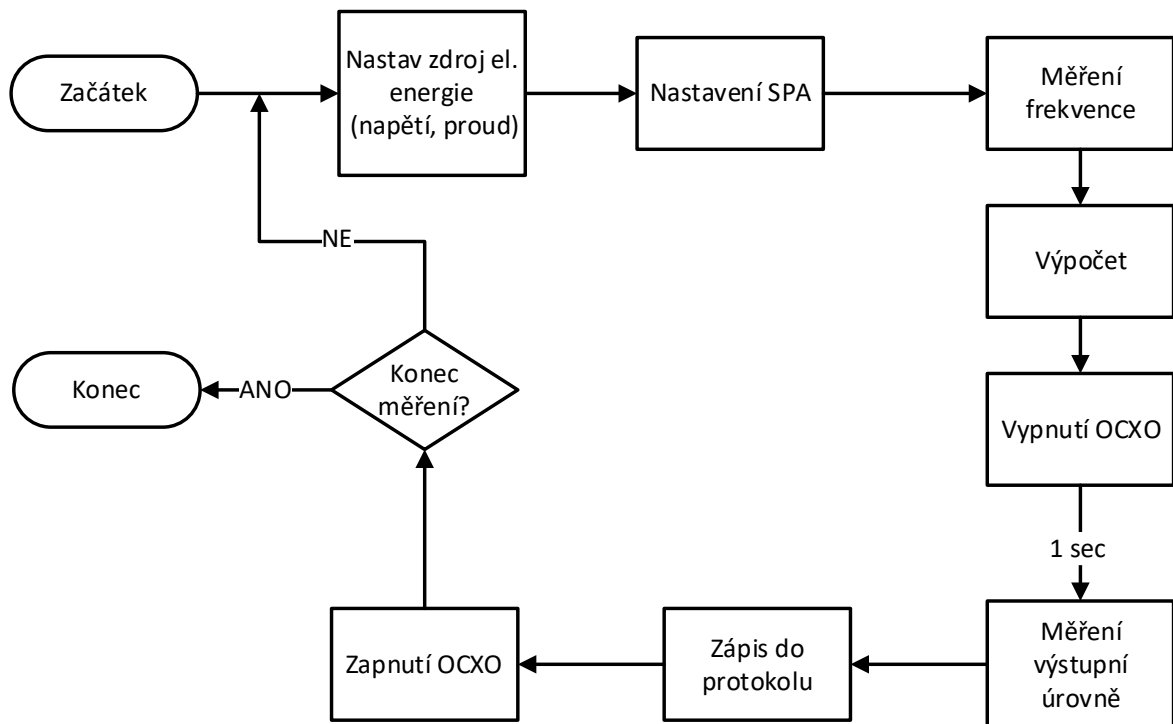 Začátek
Nastav zdroj el.
energie
(napětí, proud)
Nastavení SPA
Měření
frekvence
Výpočet
Vypnutí OCXO
1 sec
Měření
výstupní
úrovně
Zápis do
protokolu
Zapnutí OCXO
Konec
měření?
NE
ANO
Konec